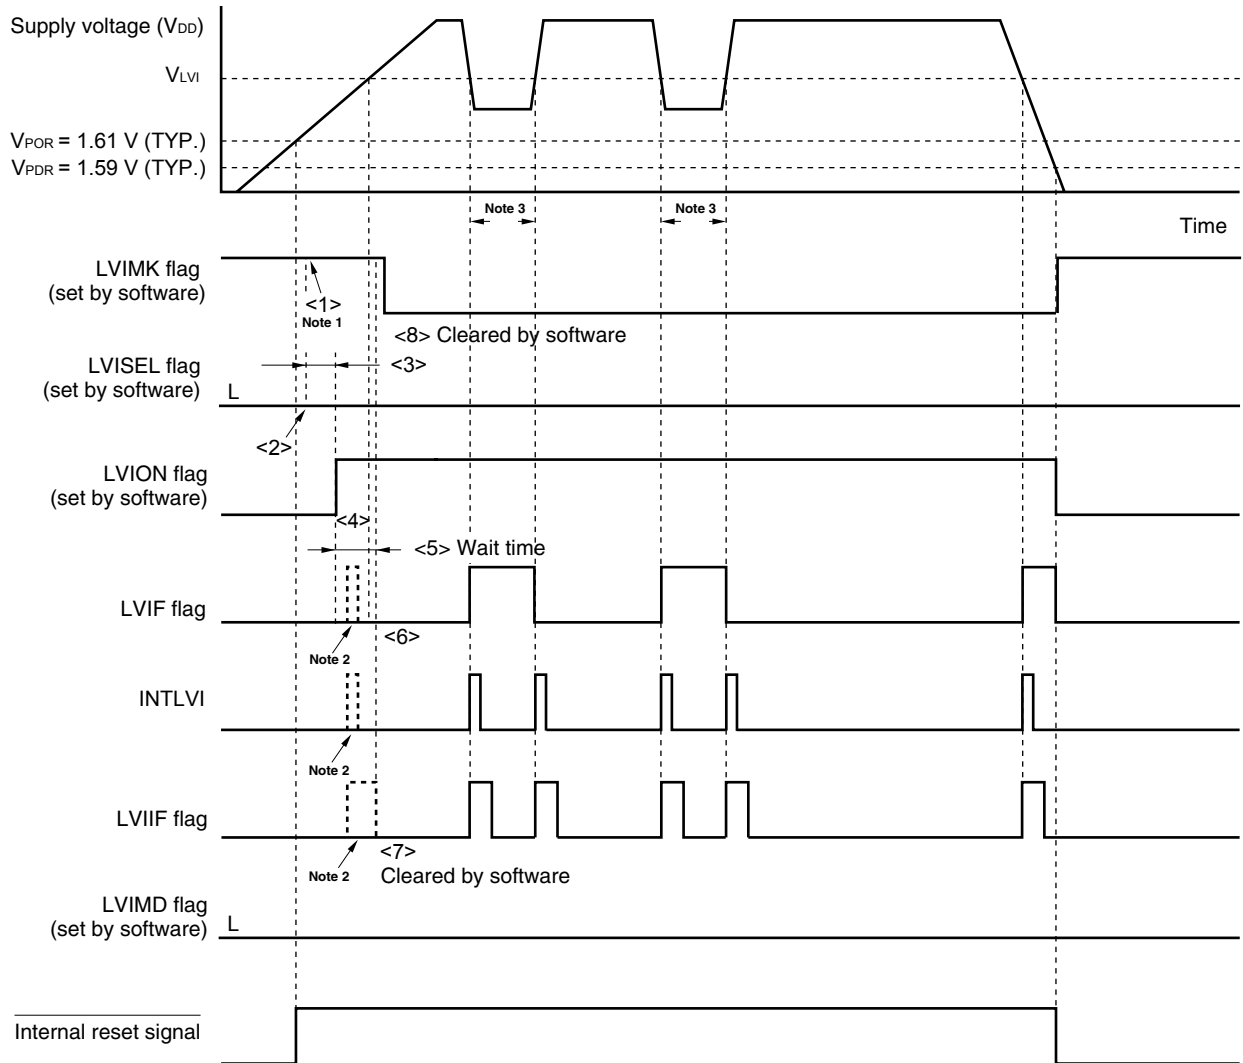 Supply voltage (VDD)
VLVI
VPOR = 1.61 V (TYP.)
VPDR = 1.59 V (TYP.)
Note 3
Note 3
Time
LVIMK flag
(set by software)
<1>
Note 1
<8> Cleared by software
LVISEL flag
(set by software)
L
<3>
<2>
LVION flag
(set by software)
<4>
<5> Wait time
LVIF flag
<6>
Note 2
INTLVI
Note 2
LVIIF flag
<7>
Note 2
Cleared by software
LVIMD flag
(set by software)
L
Internal reset signal